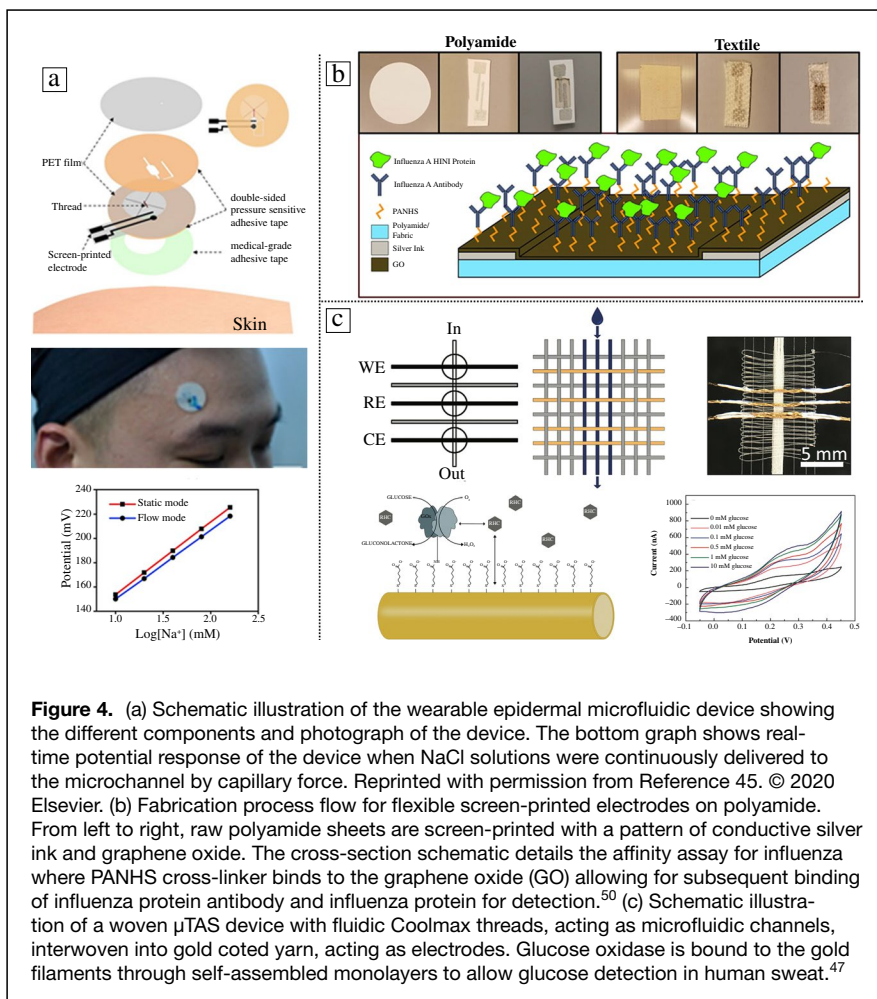 a
PET film
Thread
Screen-printed
electrode
double-sided
pressure sensitive
adhesive tape
medical-grade
adhesive tape
Skin
Potential (mV)
240
220
200
180
160
140
Static mode
Flow mode
1.0
1.5
2.0
2.5
Log[Na⁺] (mM)
b
Polyamide
Textile
Influenza A HINI Protein
Influenza A Antibody
PANHS
Polyamide/
Fabric
Silver Ink
GO
c
In
WE
RE
CE
Out
5 mm
GLUCOSE
O₂
GLUCONOLACTONE
H₂O₂
RHC
RHC
RHC
RHC
RHC
Current (nA)
1000
800
600
400
200
0
−200
−400
0 mM glucose
0.01 mM glucose
0.1 mM glucose
0.5 mM glucose
1 mM glucose
10 mM glucose
−0.1
0.0
0.1
0.2
0.3
0.4
0.5
Potential (V)
Figure 4. (a) Schematic illustration of the wearable epidermal microfluidic device showing
the different components and photograph of the device. The bottom graph shows real-
time potential response of the device when NaCl solutions were continuously delivered to
the microchannel by capillary force. Reprinted with permission from Reference 45. © 2020
Elsevier. (b) Fabrication process flow for flexible screen-printed electrodes on polyamide.
From left to right, raw polyamide sheets are screen-printed with a pattern of conductive silver
ink and graphene oxide. The cross-section schematic details the affinity assay for influenza
where PANHS cross-linker binds to the graphene oxide (GO) allowing for subsequent binding
of influenza protein antibody and influenza protein for detection.⁵⁰ (c) Schematic illustra-
tion of a woven μTAS device with fluidic Coolmax threads, acting as microfluidic channels,
interwoven into gold coted yarn, acting as electrodes. Glucose oxidase is bound to the gold
filaments through self-assembled monolayers to allow glucose detection in human sweat.⁴⁷